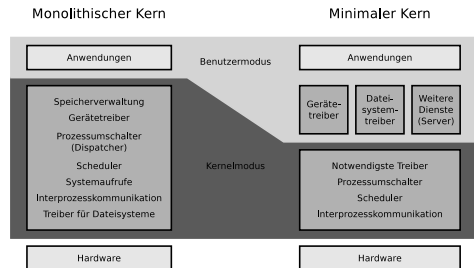 Monolithischer Kern
Minimaler Kern
Anwendungen
Benutzermodus
Anwendungen
Speicherverwaltung
Gerätetreiber
Prozessumschalter
(Dispatcher)
Scheduler
Systemaufrufe
Interprozesskommunikation
Treiber für Dateisysteme
Kernelmodus
Geräte-
treiber
Datei-
system-
treiber
Weitere
Dienste
(Server)
Notwendigste Treiber
Prozessumschalter
Scheduler
Interprozesskommunikation
Hardware
Hardware